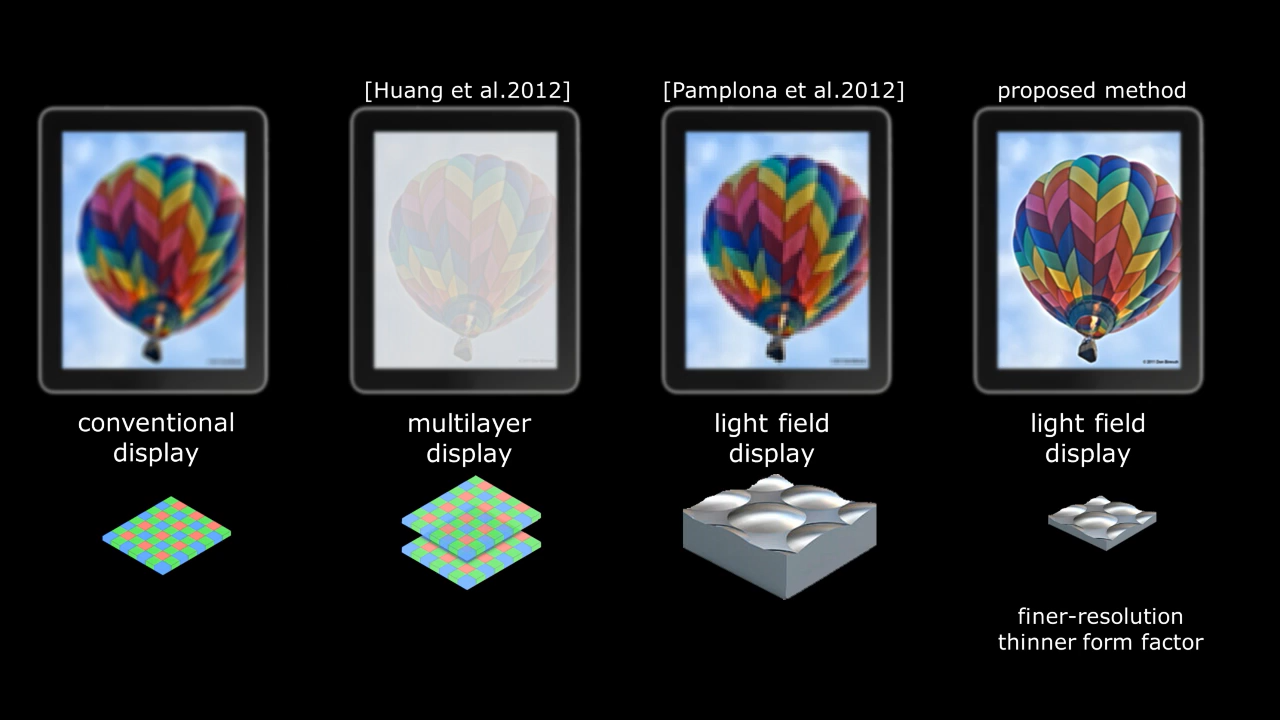 [Huang et al.2012]
[Pamplona et al.2012]
proposed method
conventional
display
multilayer
display
light field
display
light field
display
finer-resolution
thinner form factor